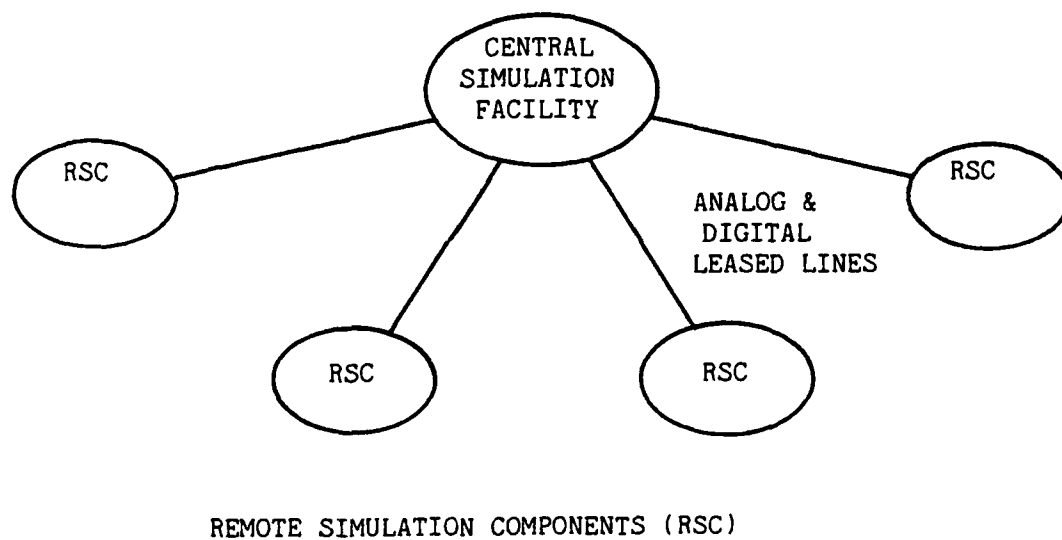 CENTRAL
SIMULATION
FACILITY
RSC
RSC
ANALOG &
DIGITAL
LEASED LINES
RSC
RSC
REMOTE SIMULATION COMPONENTS (RSC)